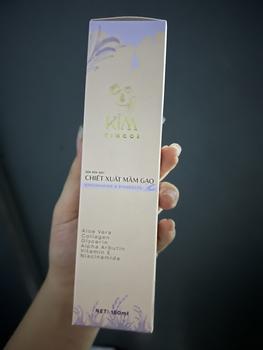 KIM
CHIẾT XUẤT MẦM GẠO
Aloe Vera
Collagen
Glycerin
Alpha Arbutin
Vitamin E
Niacinamide
NET: 150ml